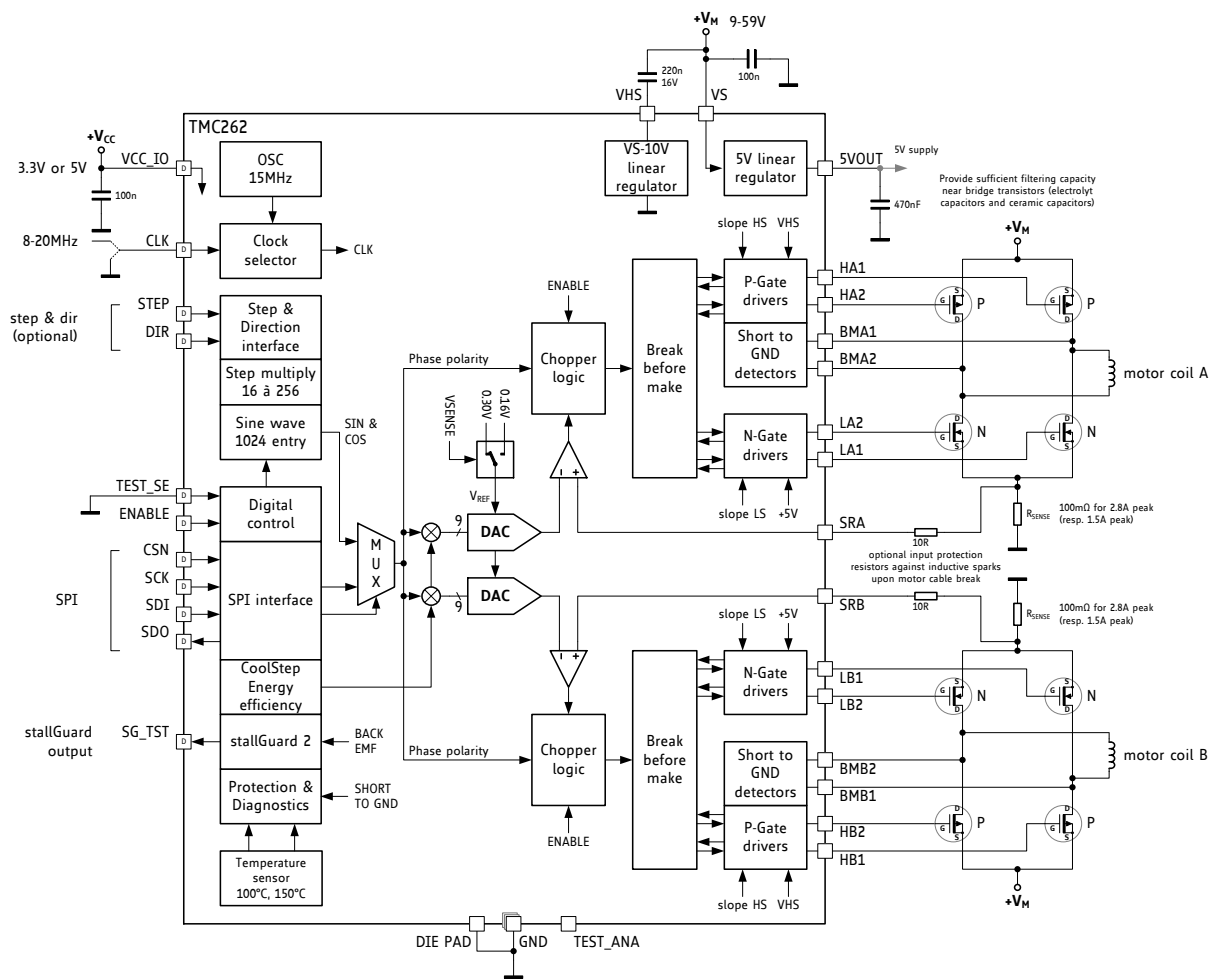 +VM
9-59V
220n
16V
100n
VHS
VS
TMC262
+VCC
3.3V or 5V
VCC_IO
D
100n
OSC
15MHz
VS-10V
linear
regulator
5V linear
regulator
5VOUT
5V supply
470nF
Provide sufficient filtering capacity
near bridge transistors (electrolyt
capacitors and ceramic capacitors)
+VM
8-20MHz
CLK
D
Clock
selector
CLK
slope HS
VHS
step & dir
(optional)
STEP
D
DIR
D
Step &
Direction
interface
Step multiply
16 à 256
Sine wave
1024 entry
SIN &
COS
Phase polarity
ENABLE
Chopper
logic
Break
before
make
P-Gate
drivers
Short to
GND
detectors
N-Gate
drivers
HA1
HA2
BMA1
BMA2
LA2
LA1
S
G
D
P
S
G
D
P
motor coil A
D
G
S
N
D
G
S
N
VSENSE
0.30V
0.16V
VREF
slope LS
+5V
TEST_SE
D
ENABLE
D
Digital
control
CSN
D
SCK
D
SDI
D
SDO
D
SPI
SPI interface
M
U
X
9
DAC
9
DAC
SRA
10R
RSENSE
100mΩ for 2.8A peak
(resp. 1.5A peak)
optional input protection
resistors against inductive sparks
upon motor cable break
SRB
10R
RSENSE
100mΩ for 2.8A peak
(resp. 1.5A peak)
slope LS
+5V
CoolStep
Energy
efficiency
stallGuard
output
SG_TST
D
stallGuard 2
BACK
EMF
Protection &
Diagnostics
SHORT
TO GND
Temperature
sensor
100°C, 150°C
Phase polarity
Chopper
logic
ENABLE
Break
before
make
N-Gate
drivers
Short to
GND
detectors
P-Gate
drivers
LB1
LB2
BMB2
BMB1
HB2
HB1
S
G
D
N
S
G
D
N
motor coil B
D
G
S
P
D
G
S
P
slope HS
VHS
+VM
DIE PAD
GND
TEST_ANA